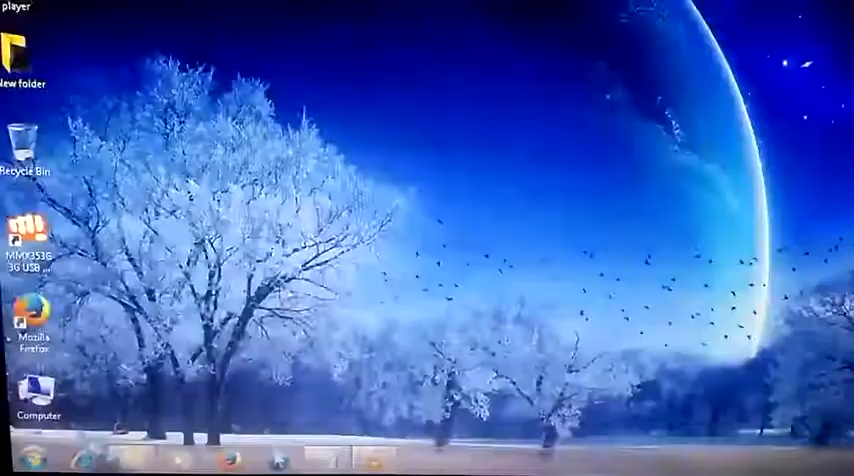 player
New folder
Recycle Bin
MMX353G
3G USB ...
Mozilla
Firefox
Computer